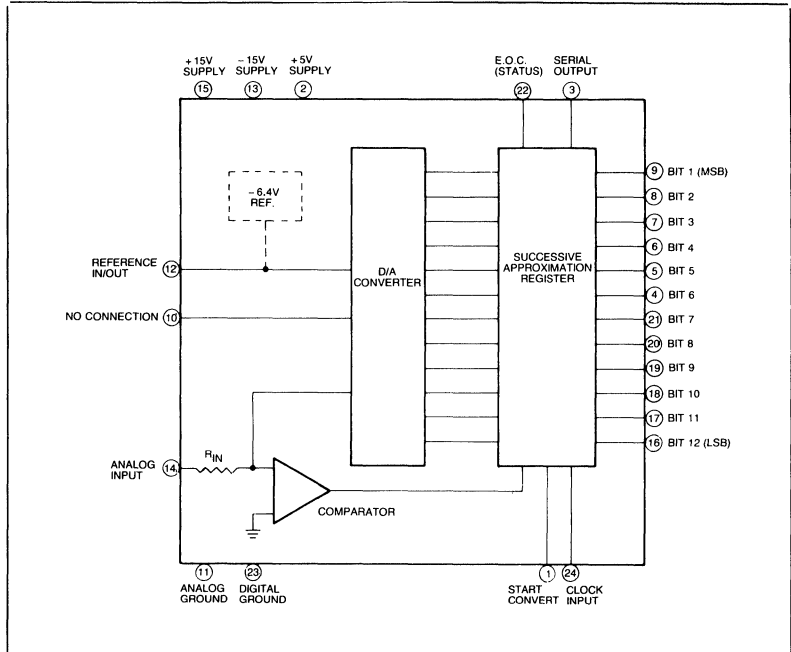 +15V SUPPLY
15
-15V SUPPLY
13
+5V SUPPLY
2
E.O.C. (STATUS)
22
SERIAL OUTPUT
3
-6.4V
REF.
REFERENCE
IN/OUT
12
NO CONNECTION
10
D/A
CONVERTER
SUCCESSIVE
APPROXIMATION
REGISTER
9 BIT 1 (MSB)
8 BIT 2
7 BIT 3
6 BIT 4
5 BIT 5
4 BIT 6
21 BIT 7
20 BIT 8
19 BIT 9
18 BIT 10
17 BIT 11
16 BIT 12 (LSB)
ANALOG
INPUT
14
RIN
COMPARATOR
11
ANALOG
GROUND
23
DIGITAL
GROUND
1
START
CONVERT
24
CLOCK
INPUT